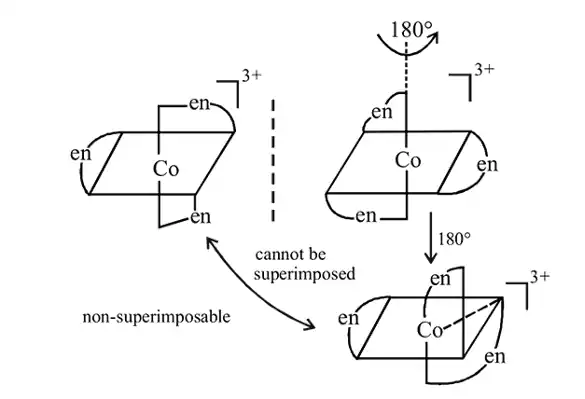 180°
3+
3+
en
en
en
Co
en
en
en
Co
en
180°
cannot be
superimposed
non-superimposable
3+
en
en
Co
en